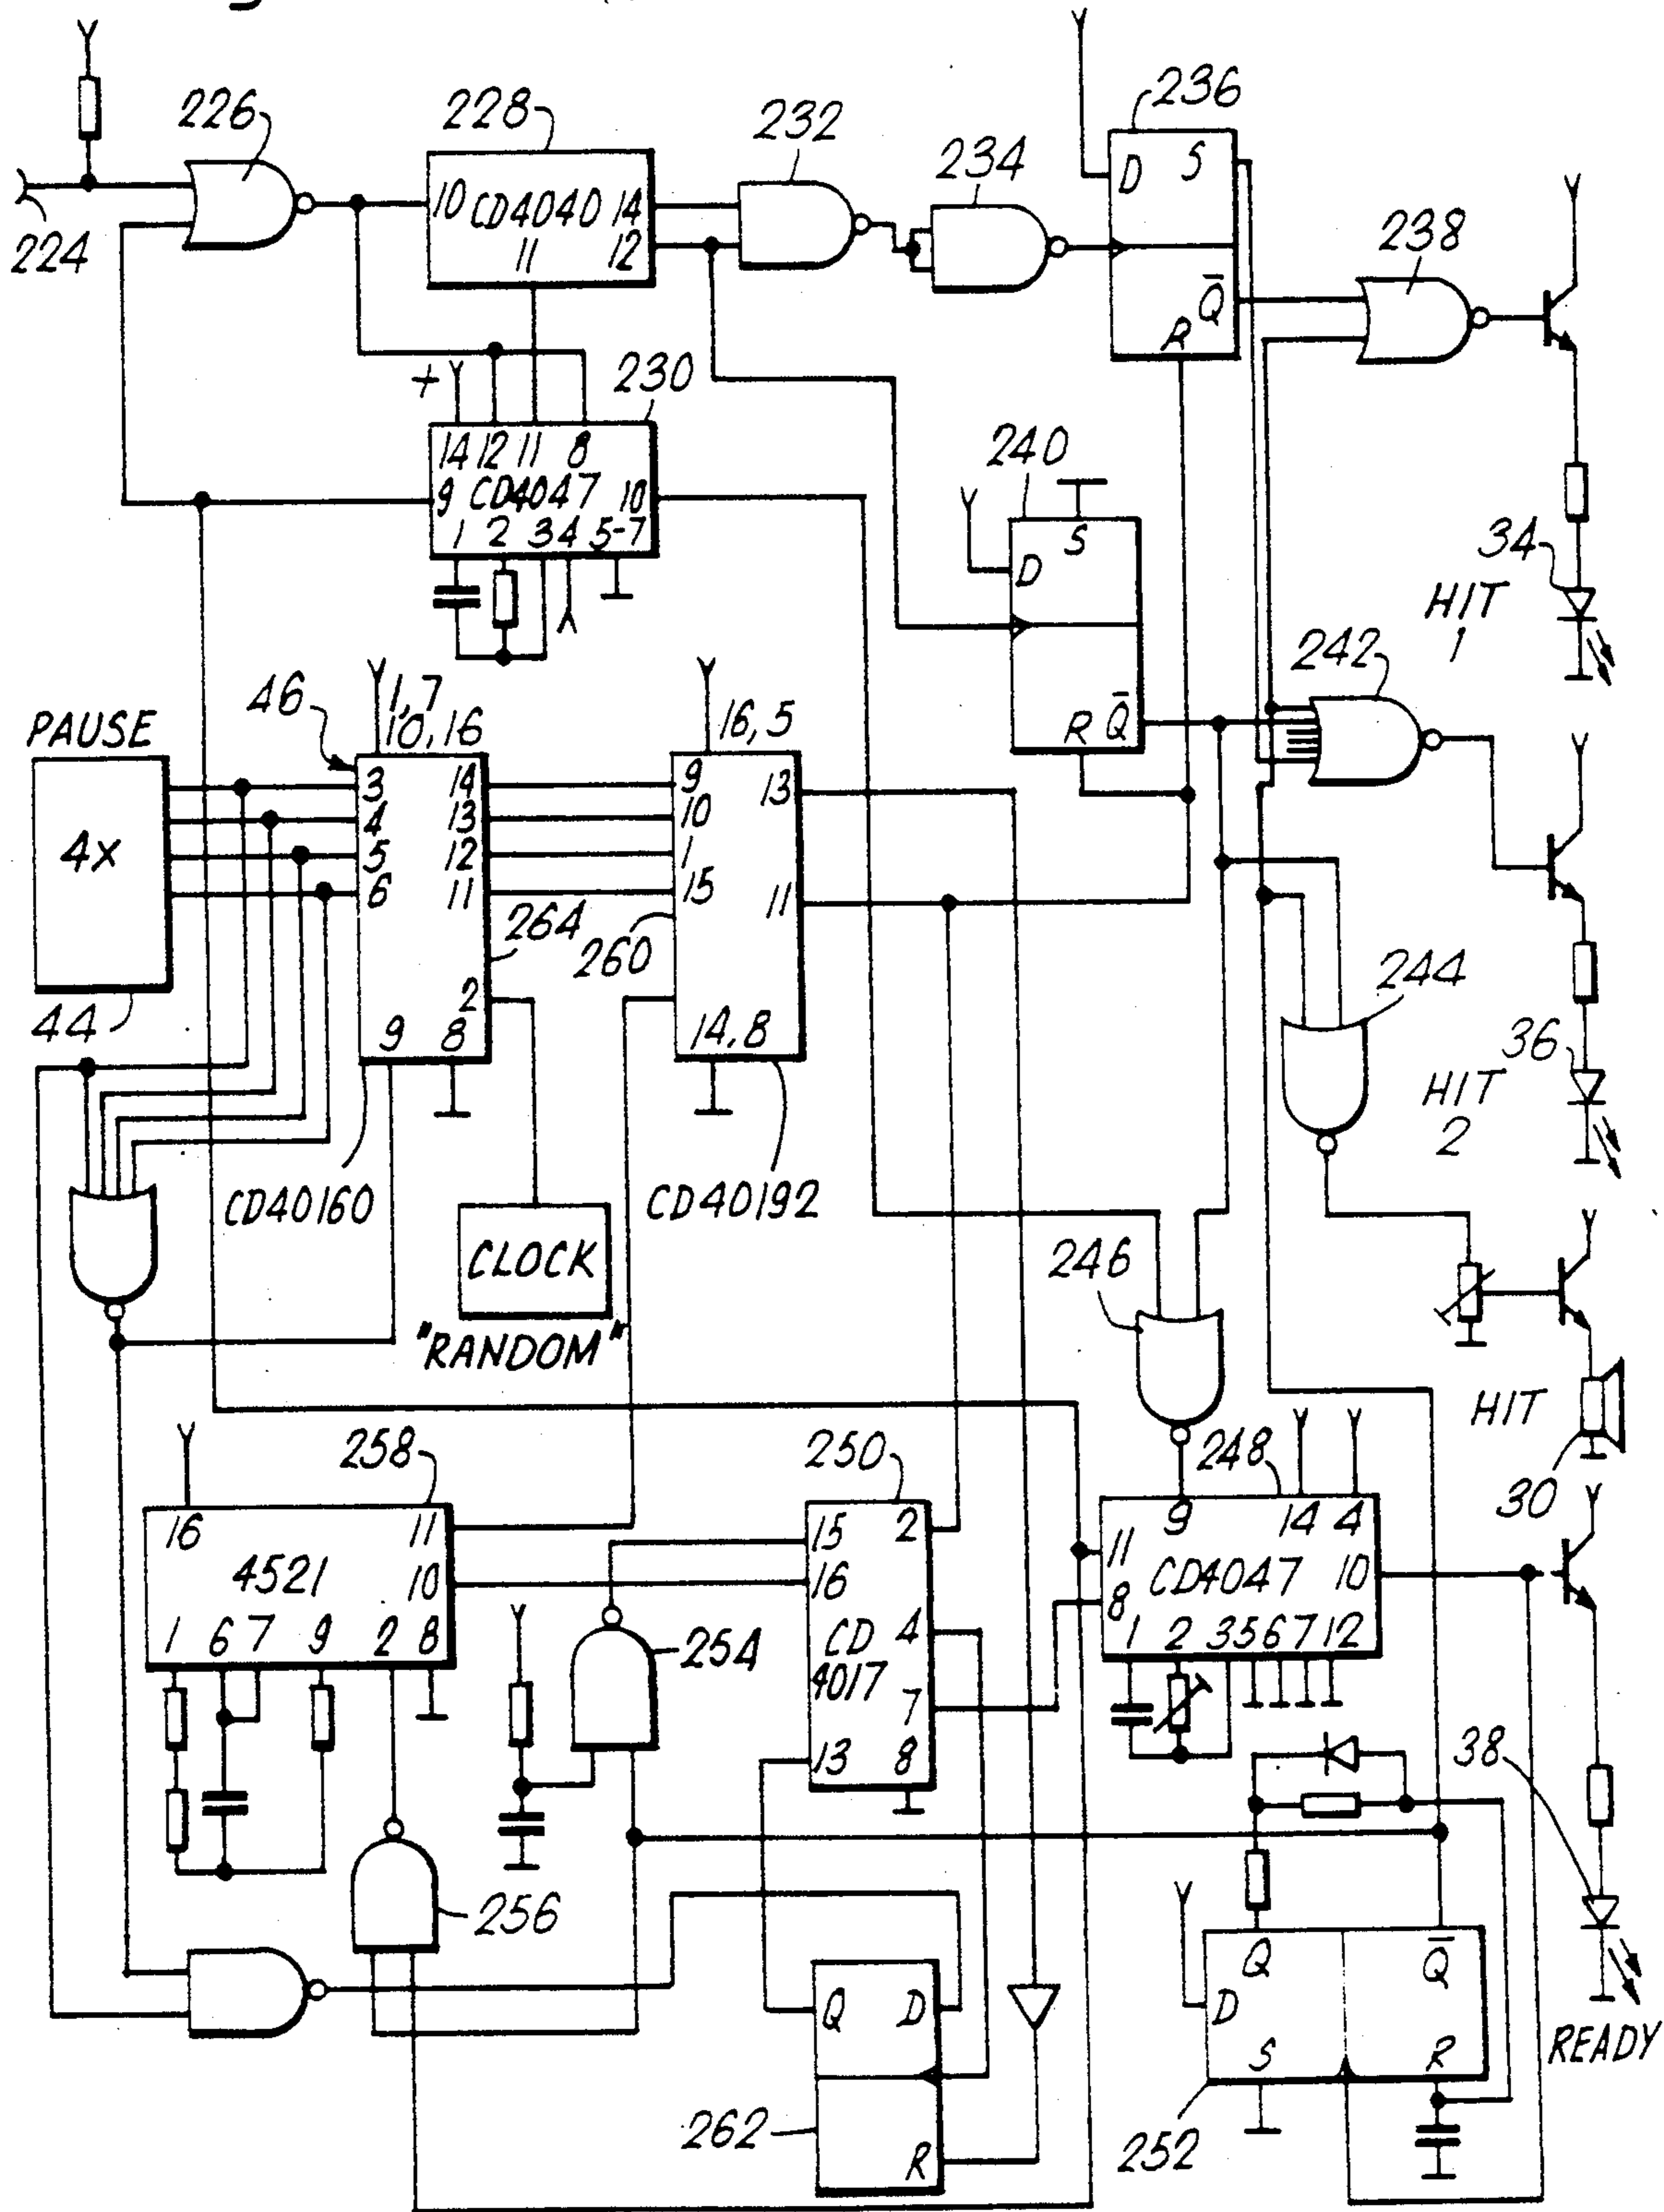 226
228
232
234
236
224
10 CD4040 14
11 12
D S
Q̄
R
238
230
+
14 12 11 8
9 CD4047 10
1 2 3 4 5-7
240
S
D
R Q̄
34
HIT
1
242
46
1,7
10,16
16,5
PAUSE
4x
44
3 14
4 13
5 12
6 11
264
2
9 8
9 13
10
1
15 11
260
14,8
244
36
HIT
2
CD40160
CLOCK
"RANDOM"
CD40192
246
HIT
30
258
16 11
4521 10
1 6 7 9 2 8
250
15 2
16
CD 4
4017 7
13 8
248
9 14 4
11
CD4047 10
8
1 2 3 5 6 7 12
254
256
38
Q Q̄
D
S R
252
READY
Q D
R
262